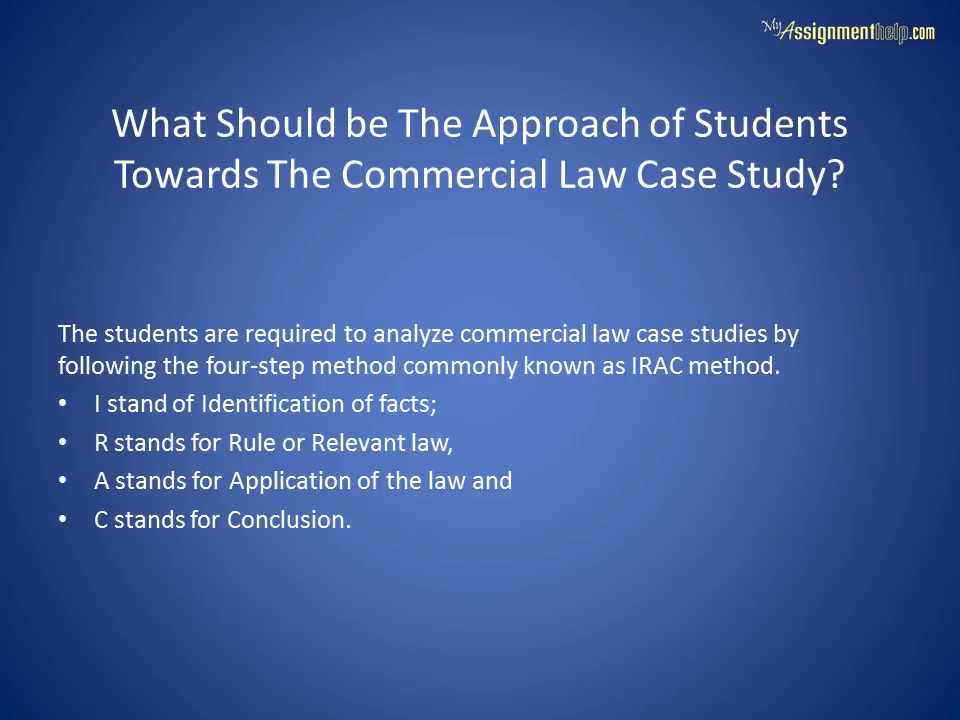 MyAssignmenthelp.com
What Should be The Approach of Students
Towards The Commercial Law Case Study?
The students are required to analyze commercial law case studies by
following the four-step method commonly known as IRAC method.
• I stand of Identification of facts;
• R stands for Rule or Relevant law,
• A stands for Application of the law and
• C stands for Conclusion.